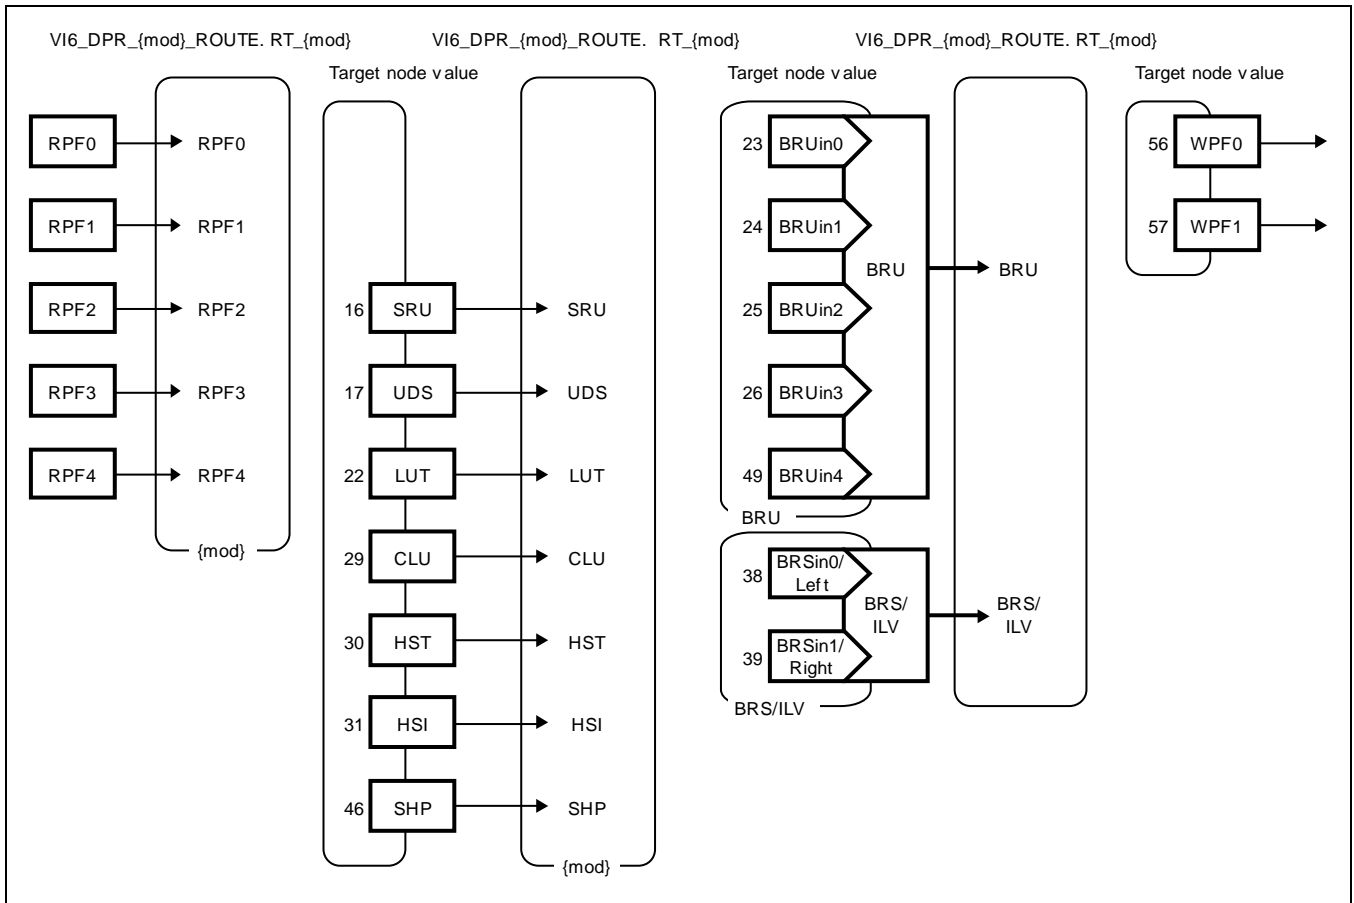 VI6_DPR_{mod}_ROUTE. RT_{mod}
VI6_DPR_{mod}_ROUTE. RT_{mod}
VI6_DPR_{mod}_ROUTE. RT_{mod}
Target node value
Target node value
Target node value
RPF0
RPF0
RPF1
RPF1
RPF2
RPF2
RPF3
RPF3
RPF4
RPF4
{mod}
16
SRU
SRU
17
UDS
UDS
22
LUT
LUT
29
CLU
CLU
30
HST
HST
31
HSI
HSI
46
SHP
SHP
{mod}
23
BRUin0
24
BRUin1
25
BRUin2
26
BRUin3
49
BRUin4
BRU
BRU
BRU
38
BRSin0/
Left
39
BRSin1/
Right
BRS/
ILV
BRS/
ILV
BRS/ILV
56
WPF0
57
WPF1